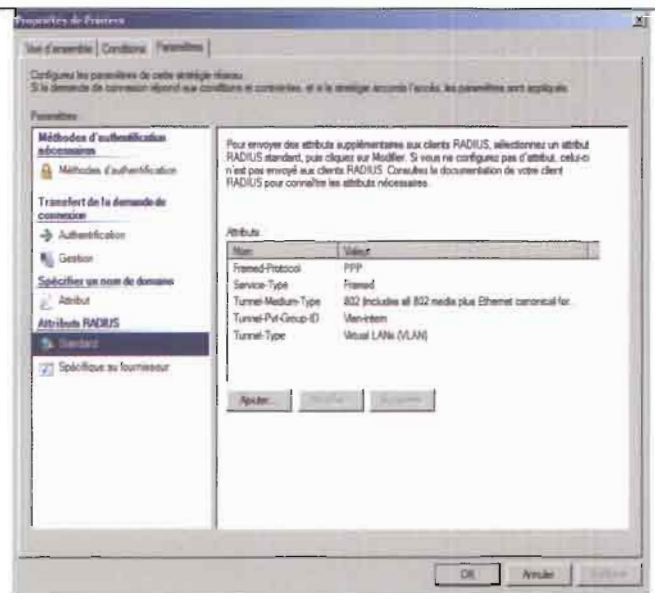 Propriétés de Printers
Vue d'ensemble Conditions Paramètres
Configurez les paramètres de cette stratégie réseau.
Si la demande de connexion répond aux conditions et contraintes, et si la stratégie accorde l'accès, les paramètres sont appliqués.
Paramètres :
Méthodes d'authentification
nécessaires
Méthodes d'authentification
Transfert de la demande de
connexion
Authentification
Gestion
Spécifier un nom de domaine
Attribut
Attributs RADIUS
Standard
Spécifique au fournisseur
Pour envoyer des attributs supplémentaires aux clients RADIUS, sélectionnez un attribut
RADIUS standard, puis cliquez sur Modifier. Si vous ne configurez pas d'attribut, celui-ci
n'est pas envoyé aux clients RADIUS. Consultez la documentation de votre client
RADIUS pour connaître les attributs nécessaires.
Attributs :
Nom Valeur
Framed-Protocol PPP
Service-Type Framed
Tunnel-Medium-Type 802 (includes all 802 media plus Ethernet canonical for...
Tunnel-Pvt-Group-ID Vlan-intern
Tunnel-Type Virtual LANs (VLAN)
Ajouter... Modifier... Supprimer
OK Annuler Appliquer